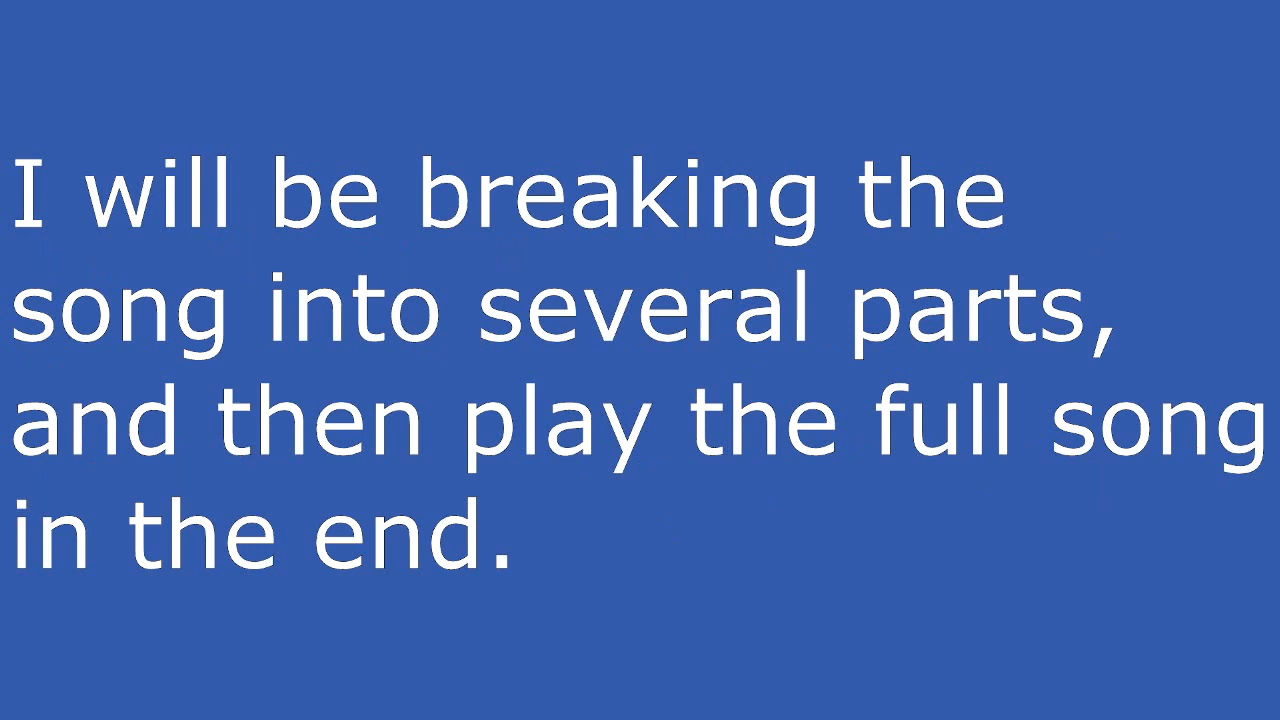 I will be breaking the
song into several parts,
and then play the full song
in the end.